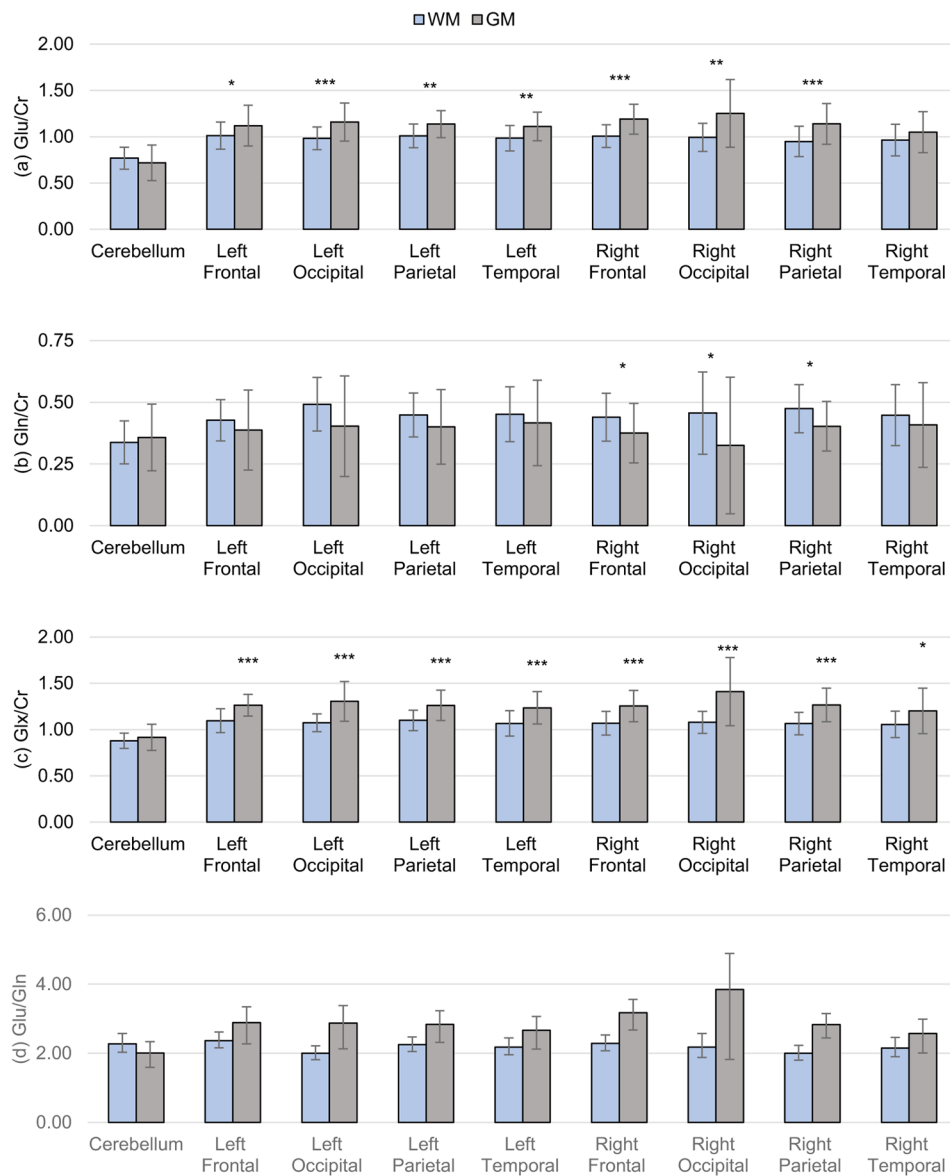 WM GM
(a) Glu/Cr
2.00
* *** ** ** *** ** ***
1.50
1.00
0.50
0.00
Cerebellum Left Left Left Left Right Right Right Right
Frontal Occipital Parietal Temporal Frontal Occipital Parietal Temporal
(b) Gln/Cr
0.75
* * *
0.50
0.25
0.00
Cerebellum Left Left Left Left Right Right Right Right
Frontal Occipital Parietal Temporal Frontal Occipital Parietal Temporal
(c) Glx/Cr
2.00
*** *** *** *** *** *** *** *
1.50
1.00
0.50
0.00
Cerebellum Left Left Left Left Right Right Right Right
Frontal Occipital Parietal Temporal Frontal Occipital Parietal Temporal
(d) Glu/Gln
6.00
4.00
2.00
0.00
Cerebellum Left Left Left Left Right Right Right Right
Frontal Occipital Parietal Temporal Frontal Occipital Parietal Temporal